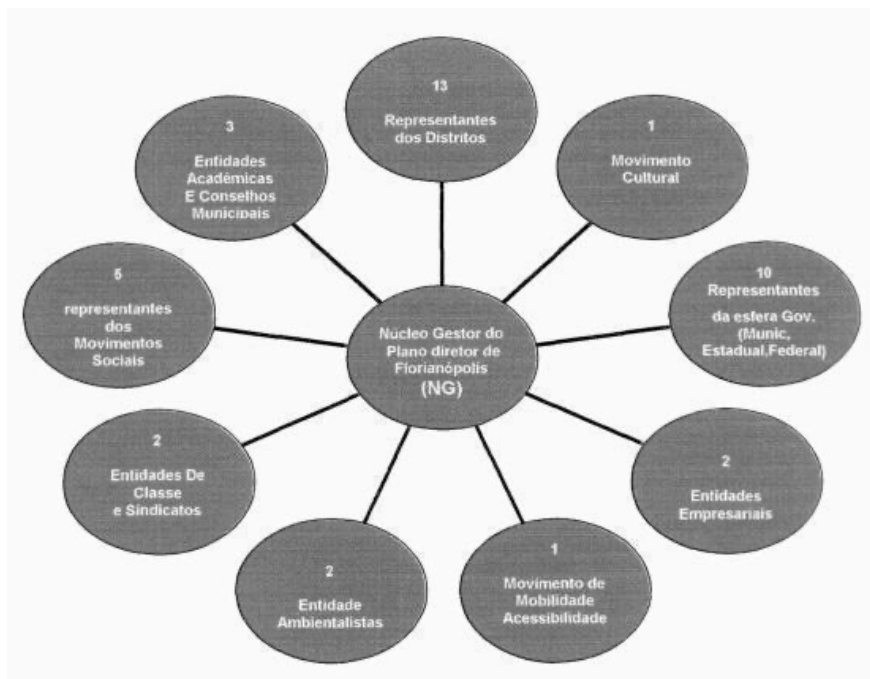 13
Representantes
dos Distritos
1
Movimento
Cultural
10
Representantes
da esfera Gov.
(Munic,
Estadual,Federal)
2
Entidades
Empresariais
1
Movimento de
Mobilidade
Acessibilidade
2
Entidade
Ambientalistas
2
Entidades De
Classe
e Sindicatos
5
representantes
dos
Movimentos
Sociais
3
Entidades
Acadêmicas
E Conselhos
Municipais
Núcleo Gestor do
Plano diretor de
Florianópolis
(NG)